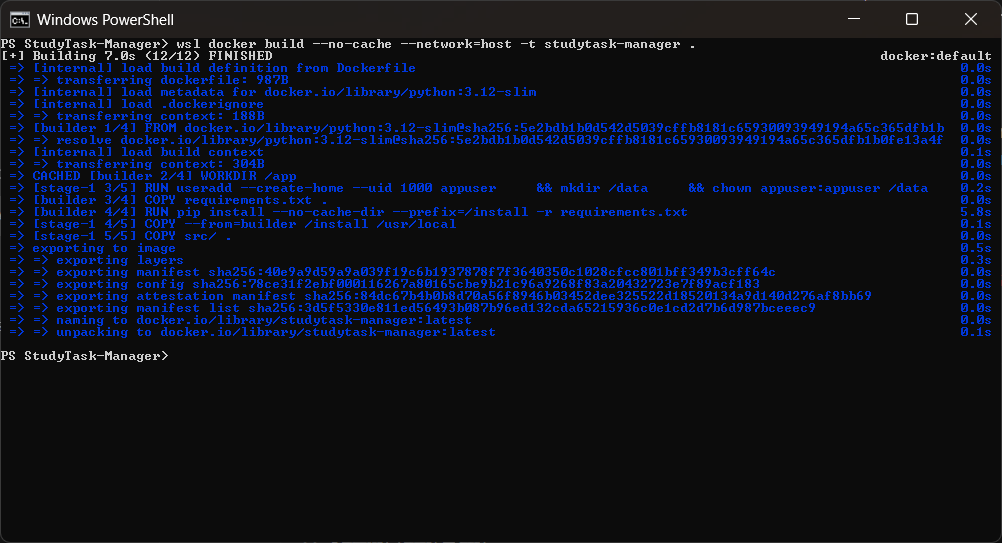 Windows PowerShell
PS StudyTask-Manager> wsl docker build --no-cache --network=host -t studytask-manager .
[+] Building 7.0s (12/12) FINISHED docker:default
=> [internal] load build definition from Dockerfile 0.0s
=> => transferring dockerfile: 987B 0.0s
=> [internal] load metadata for docker.io/library/python:3.12-slim 0.0s
=> [internal] load .dockerignore 0.0s
=> => transferring context: 188B 0.0s
=> [builder 1/4] FROM docker.io/library/python:3.12-slim@sha256:5e2bdb1b0d542d5039cffb8181c65930093949194a65c365dfb1b 0.0s
=> => resolve docker.io/library/python:3.12-slim@sha256:5e2bdb1b0d542d5039cffb8181c65930093949194a65c365dfb1b0fe13a4f 0.0s
=> [internal] load build context 0.1s
=> => transferring context: 304B 0.0s
=> CACHED [builder 2/4] WORKDIR /app 0.0s
=> [stage-1 3/5] RUN useradd --create-home --uid 1000 appuser && mkdir /data && chown appuser:appuser /data 0.2s
=> [builder 3/4] COPY requirements.txt . 0.0s
=> [builder 4/4] RUN pip install --no-cache-dir --prefix=/install -r requirements.txt 5.8s
=> [stage-1 4/5] COPY --from=builder /install /usr/local 0.1s
=> [stage-1 5/5] COPY src/ . 0.0s
=> exporting to image 0.5s
=> => exporting layers 0.3s
=> => exporting manifest sha256:40e9a9d59a9a039f19c6b1937878f7f3640350c1028cfcc801bff349b3cff64c 0.0s
=> => exporting config sha256:78ce31f2ebf000116267a80165cbe9b21c96a9268f83a20432723e7f89acf183 0.0s
=> => exporting attestation manifest sha256:84dc67b4b0b8d70a56f8946b03452dee325522d18520134a9d140d276af8bb69 0.0s
=> => exporting manifest list sha256:3d5f5330e811ed56493b087b96ed132cda65215936c0e1cd2d7b6d987bceeec9 0.0s
=> => naming to docker.io/library/studytask-manager:latest 0.0s
=> => unpacking to docker.io/library/studytask-manager:latest 0.1s
PS StudyTask-Manager>